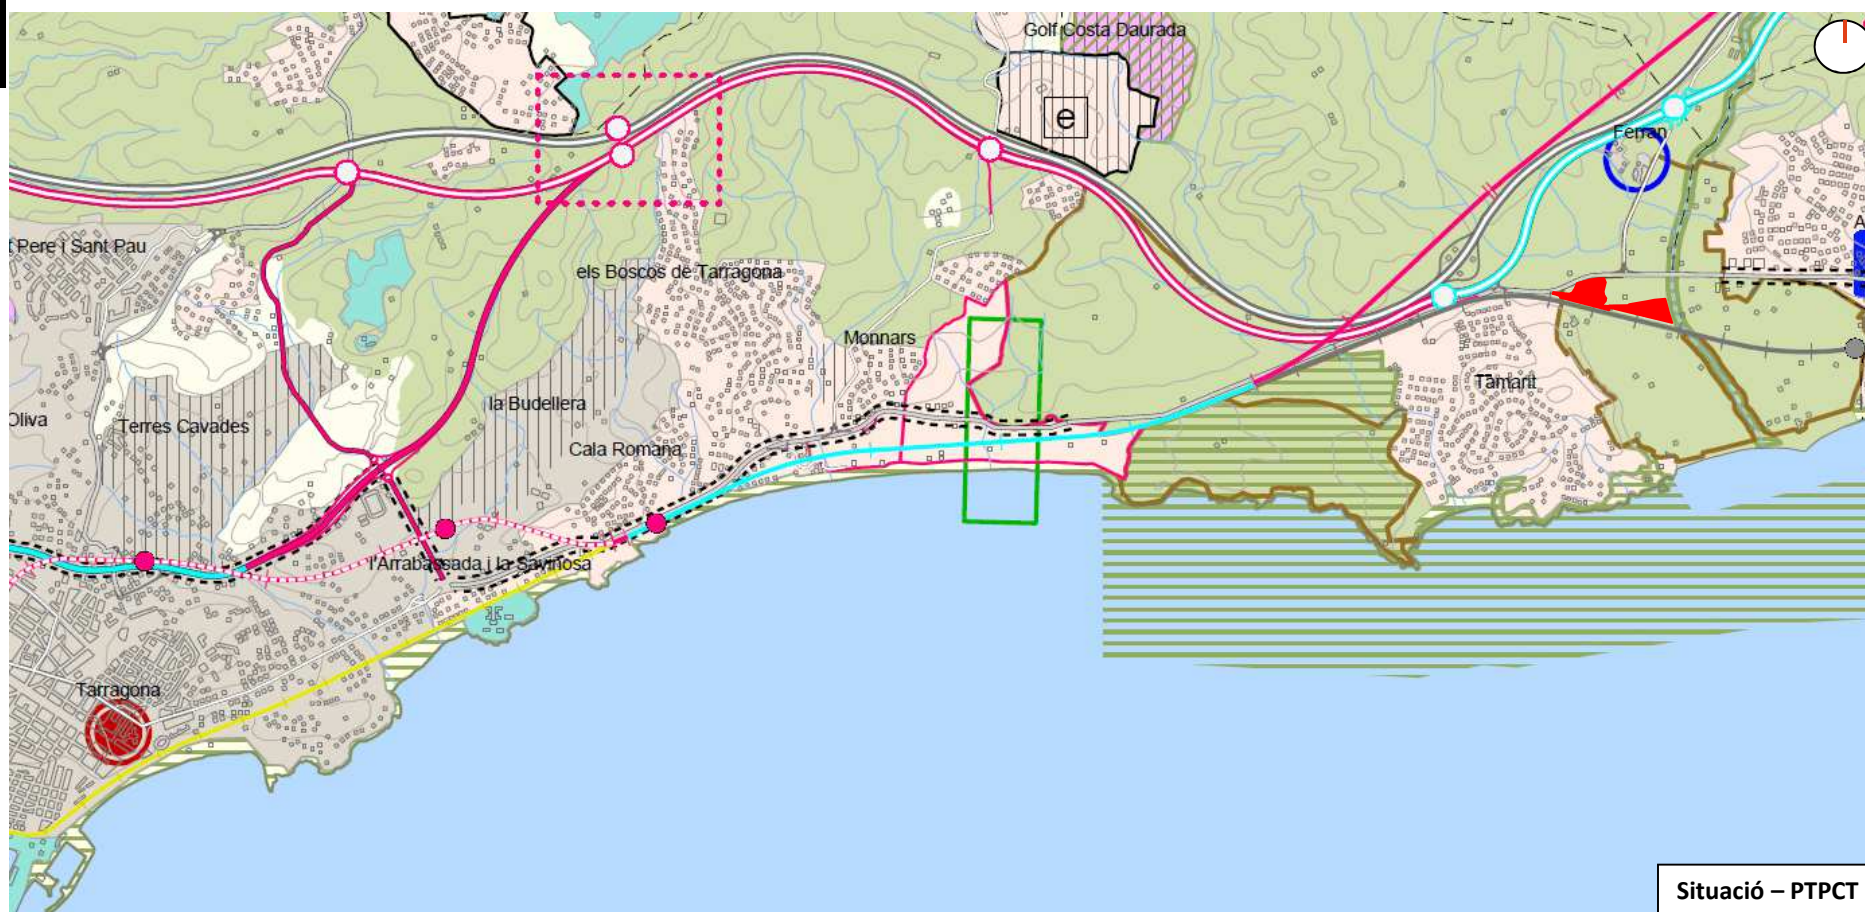 Golf Costa Daurada
e
Ferran
A
t Pere i Sant Pau
els Boscos de Tarragona
Monnars
Tamarit
la Budellera
Oliva
Terres Cavades
Cala Romana
l'Arrabassada i la Savinosa
Tarragona
Situació – PTPCT